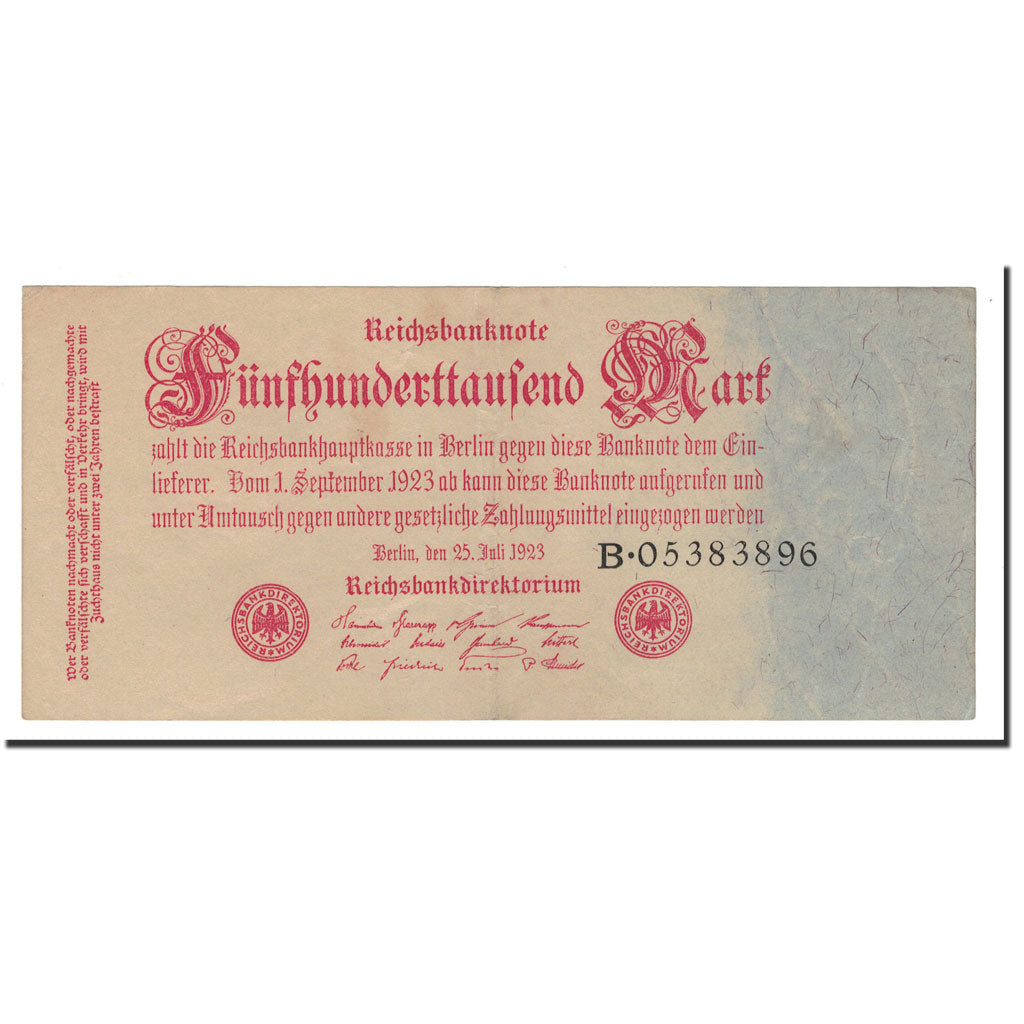 Reichsbanknote
Fünfhunderttausend Mark
zahlt die Reichsbankhauptkasse in Berlin gegen diese Banknote dem Ein-
lieferer. Vom 1. September 1923 ab kann diese Banknote aufgerufen und
unter Umtausch gegen andere gesetzliche Zahlungsmittel eingezogen werden
Berlin, den 25. Juli 1923
B·05383896
Reichsbankdirektorium
REICHSBANKDIREKTORIUM
REICHSBANKDIREKTORIUM
Wer Banknoten nachmacht oder verfälscht, oder nachgemachte
oder verfälschte sich verschafft und in Verkehr bringt, wird mit
Zuchthaus nicht unter zwei Jahren bestraft